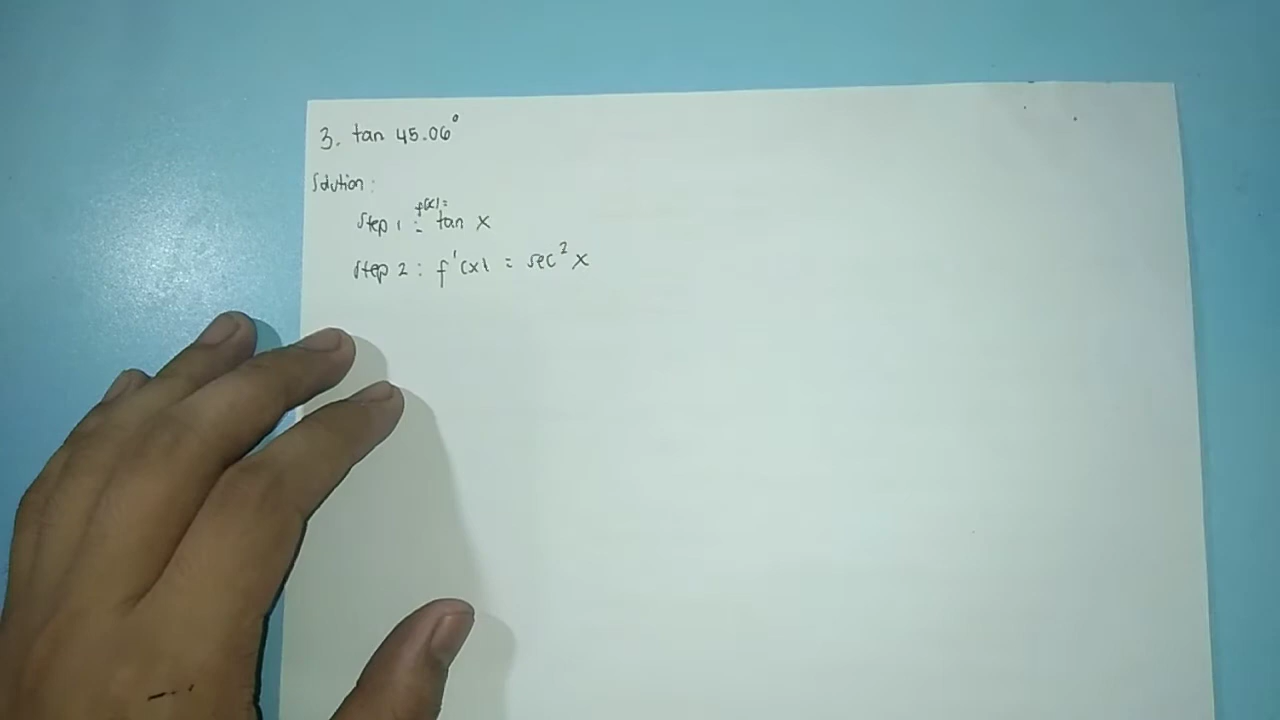 3. tan 45.06°
Solution:
f(x)=
Step 1: tan x
Step 2: f'(x) = sec² x